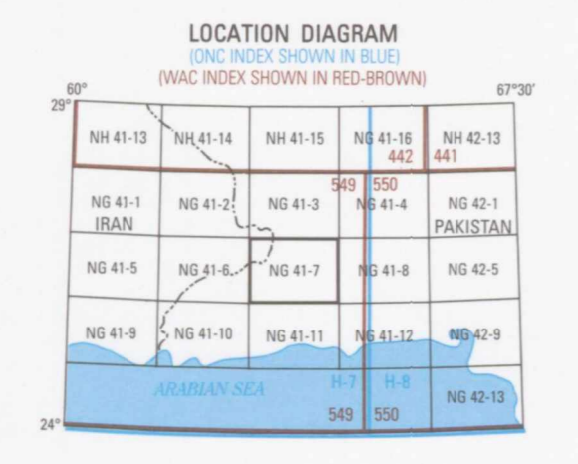 LOCATION DIAGRAM
(ONC INDEX SHOWN IN BLUE)
(WAC INDEX SHOWN IN RED-BROWN)
60° 67°30'
29°
NH 41-13 NH 41-14 NH 41-15 NG 41-16 NH 42-13
442 441
549 550
NG 41-1 NG 41-2 NG 41-3 NG 41-4 NG 42-1
IRAN PAKISTAN
NG 41-5 NG 41-6 NG 41-7 NG 41-8 NG 42-5
NG 41-9 NG 41-10 NG 41-11 NG 41-12 NG 42-9
ARABIAN SEA H-7 H-8
NG 42-13
549 550
24°